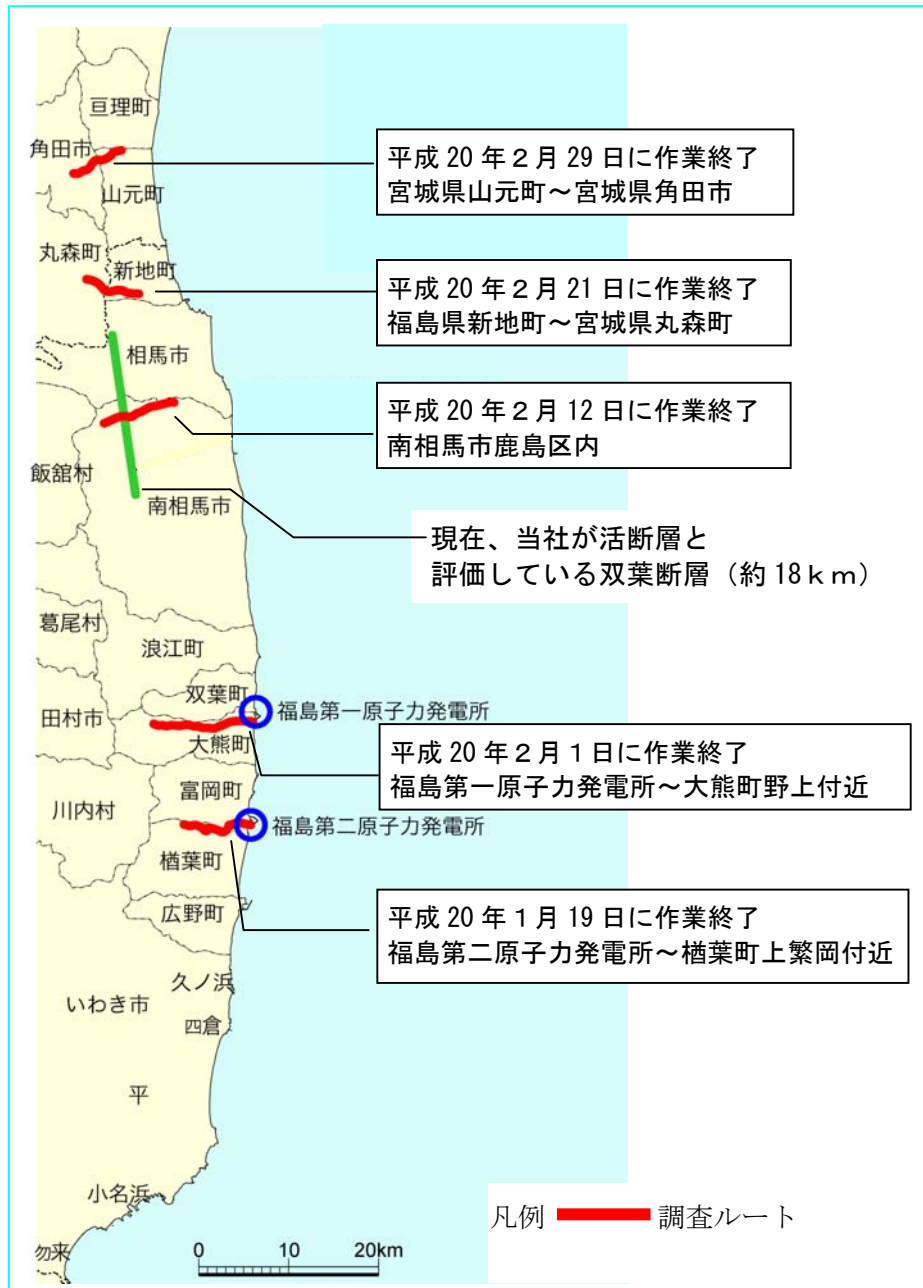 亘理町
角田市
山元町
平成 20 年２月 29 日に作業終了
宮城県山元町～宮城県角田市
丸森町
新地町
平成 20 年２月 21 日に作業終了
福島県新地町～宮城県丸森町
相馬市
平成 20 年２月 12 日に作業終了
南相馬市鹿島区内
飯舘村
南相馬市
現在、当社が活断層と
評価している双葉断層（約 18ｋｍ）
葛尾村
浪江町
双葉町
福島第一原子力発電所
田村市
大熊町
平成 20 年２月１日に作業終了
福島第一原子力発電所～大熊町野上付近
富岡町
川内村
福島第二原子力発電所
楢葉町
広野町
平成 20 年１月 19 日に作業終了
福島第二原子力発電所～楢葉町上繁岡付近
久ノ浜
いわき市
四倉
平
小名浜
凡例 調査ルート
勿来
0 10 20km